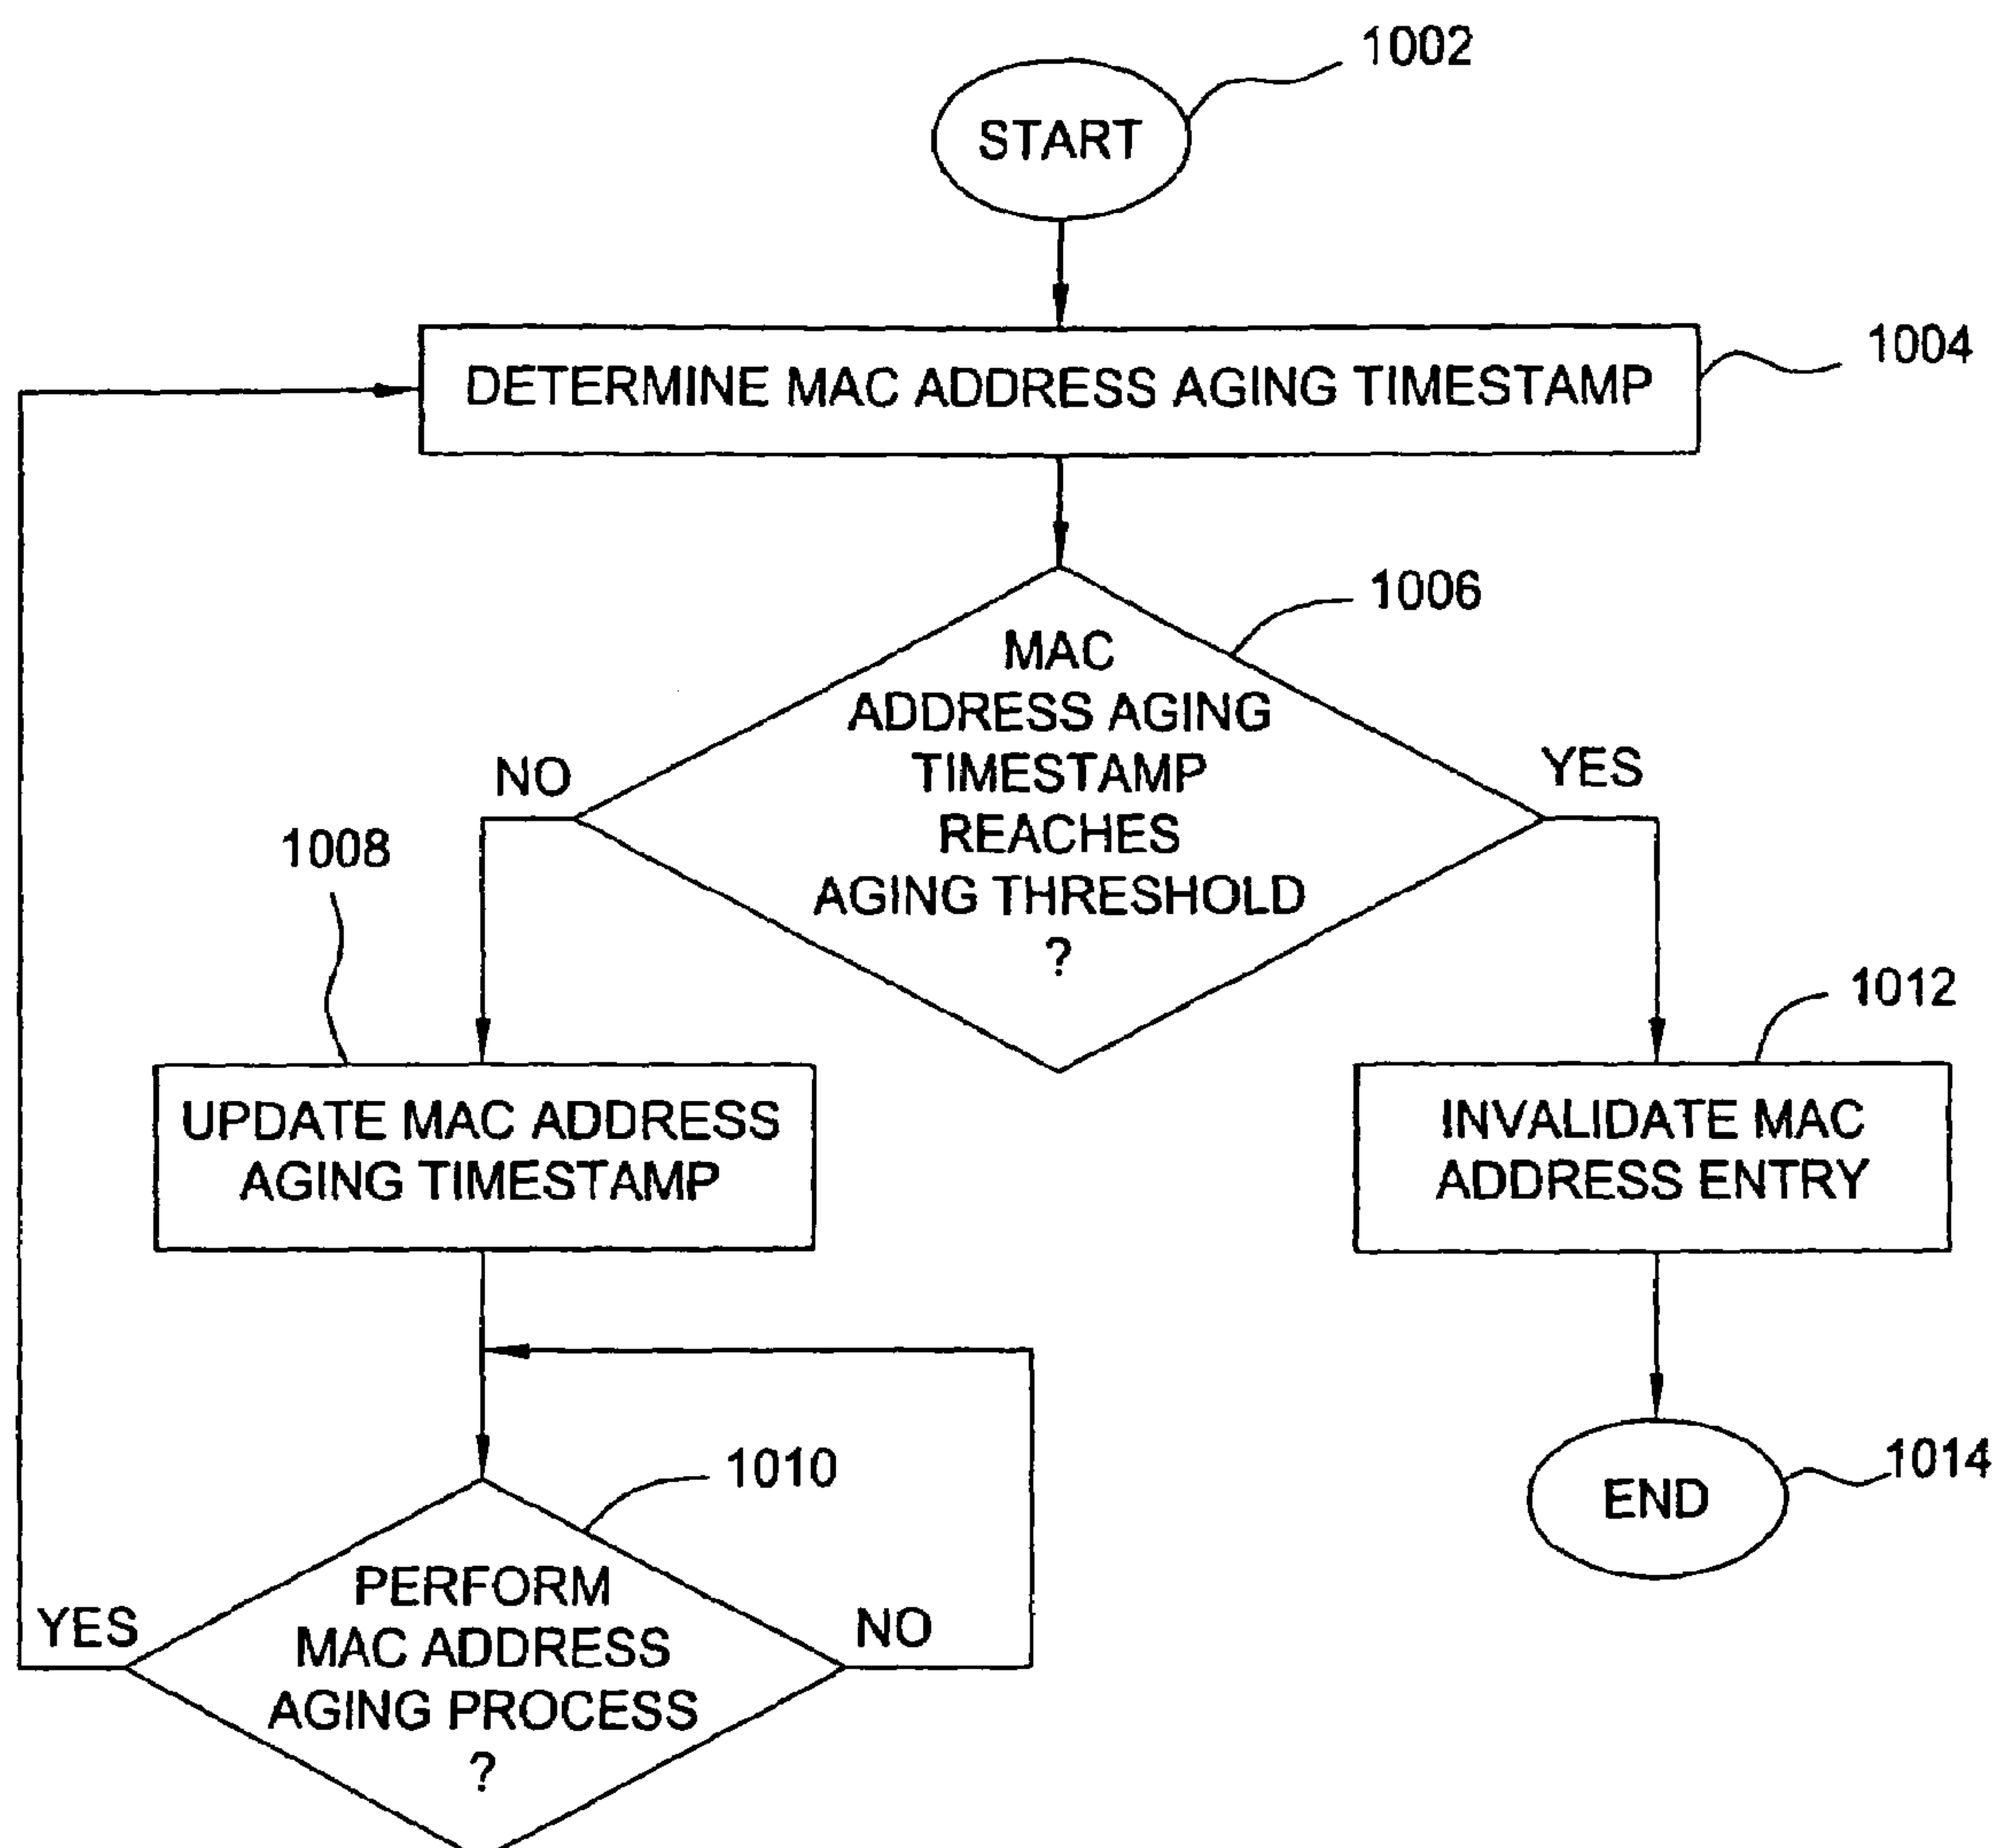 1002
START
1004
DETERMINE MAC ADDRESS AGING TIMESTAMP
1006
MAC
ADDRESS AGING
TIMESTAMP
REACHES
AGING THRESHOLD
?
NO
YES
1008
1012
UPDATE MAC ADDRESS
AGING TIMESTAMP
INVALIDATE MAC
ADDRESS ENTRY
1010
1014
END
PERFORM
MAC ADDRESS
AGING PROCESS
?
YES
NO